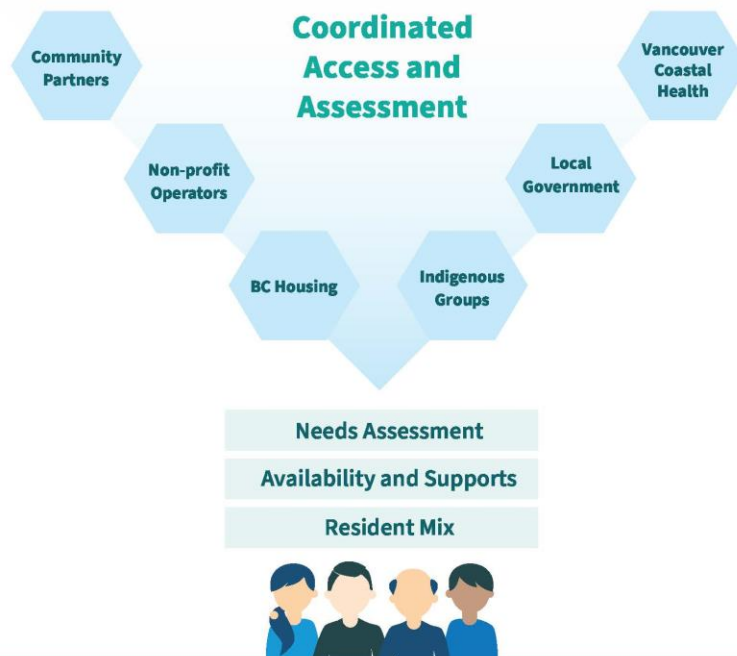 Coordinated
Access and
Assessment
Community
Partners
Vancouver
Coastal
Health
Non-profit
Operators
Local
Government
BC Housing
Indigenous
Groups
Needs Assessment
Availability and Supports
Resident Mix